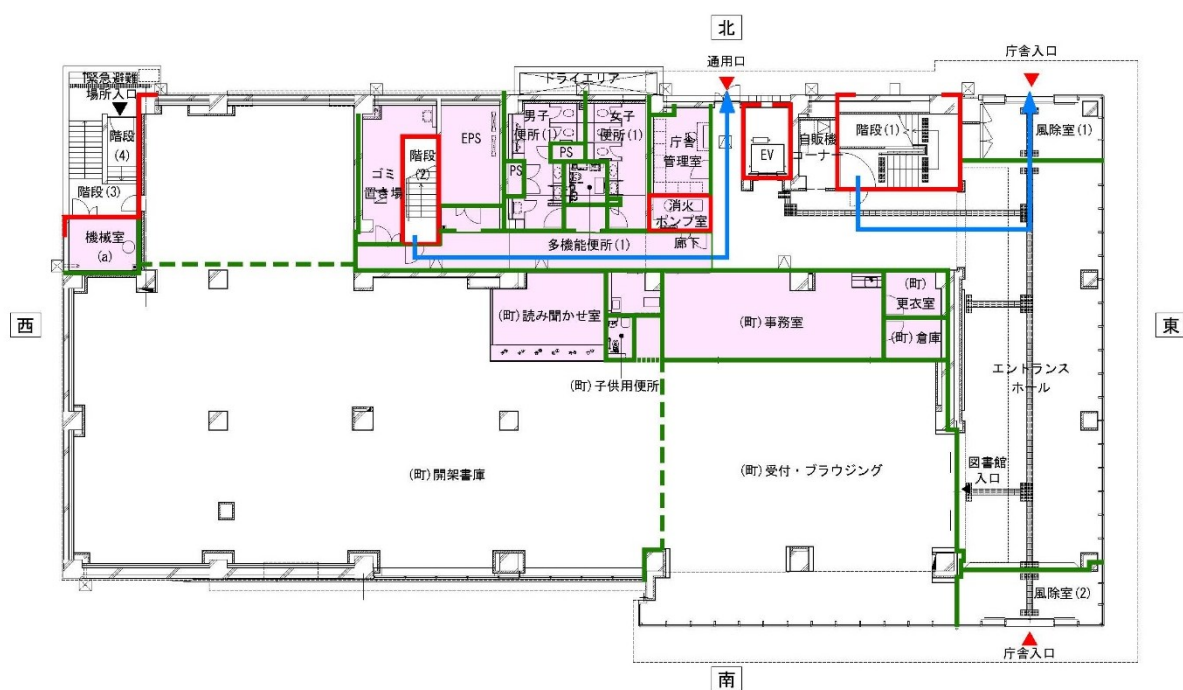 北
庁舎入口
通用口
緊急避難
場所入口
ドライエリア
階段
(4)
階段(3)
機械室
(a)
ゴミ
置き場
階段
(2)
EPS
男子
便所(1)
女子
便所(1)
PS
PS
庁舎
管理室
消火
ポンプ室
EV
自販機
コーナー
階段(1)
風除室(1)
多機能便所(1)
廊下
西
東
(町)読み聞かせ室
(町)事務室
(町)
更衣室
(町)倉庫
(町)子供用便所
エントランス
ホール
(町)開架書庫
(町)受付・ブラウジング
図書館
入口
風除室(2)
庁舎入口
南